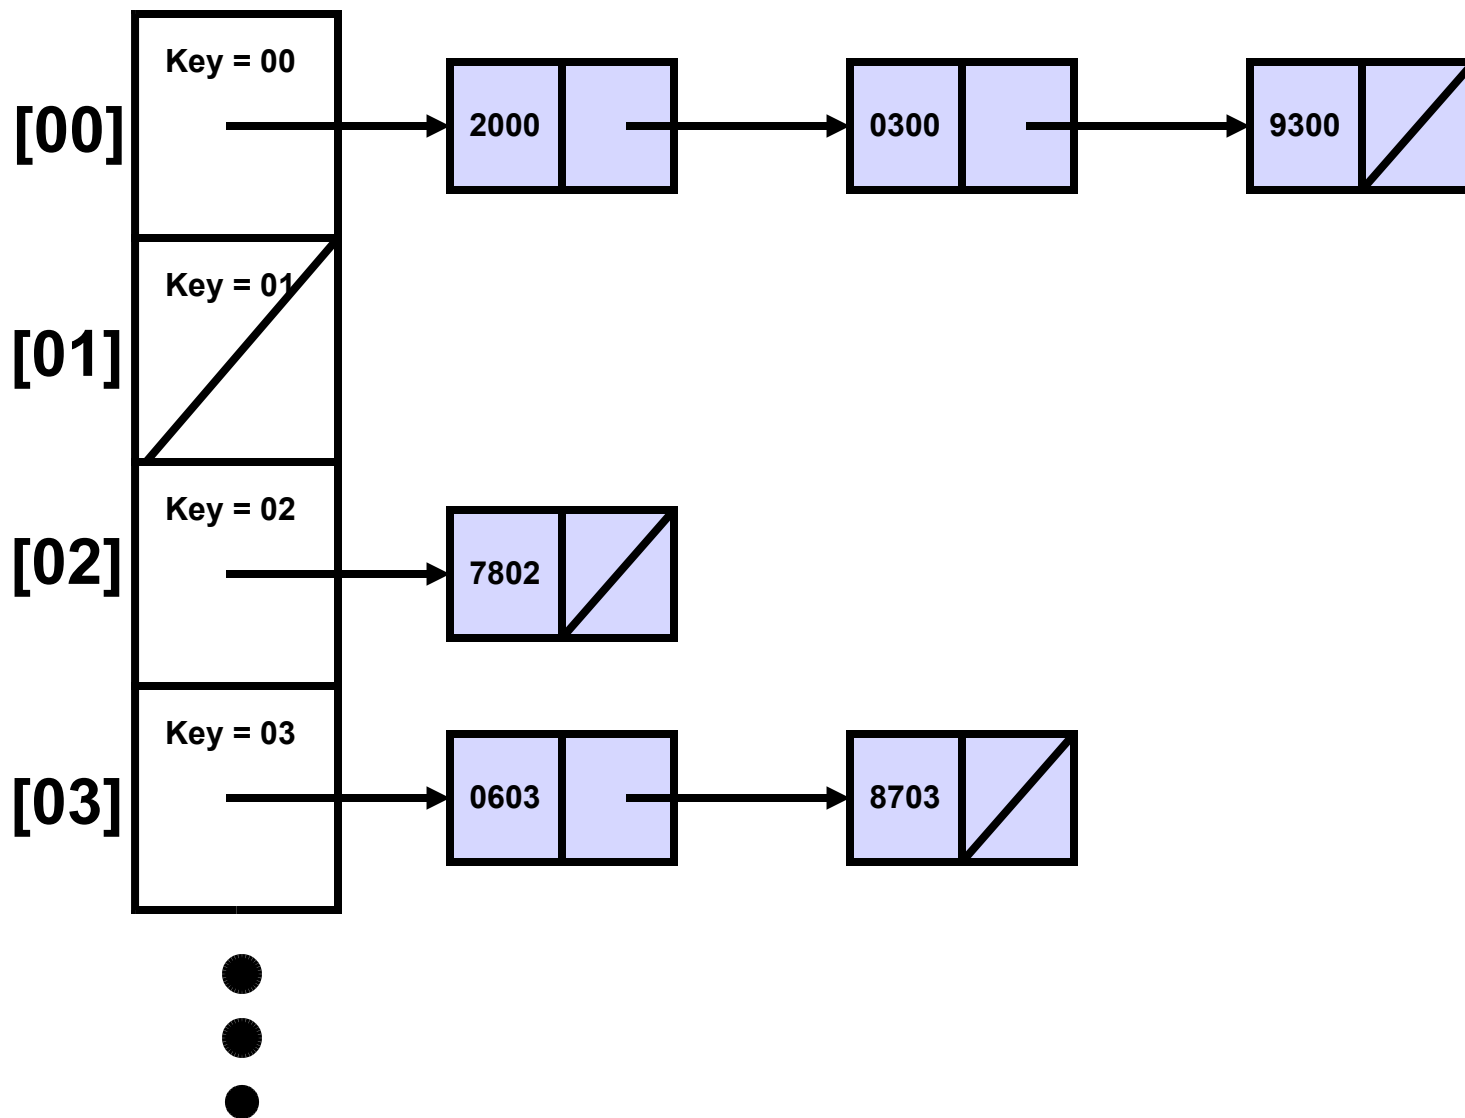 Key = 00
[00]
2000
0300
9300
Key = 01
[01]
Key = 02
[02]
7802
Key = 03
[03]
0603
8703